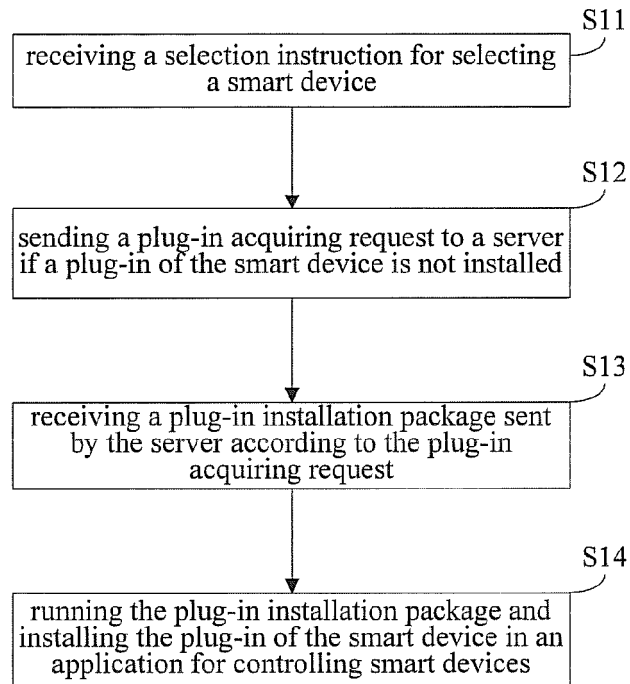 S11
receiving a selection instruction for selecting
a smart device
S12
sending a plug-in acquiring request to a server
if a plug-in of the smart device is not installed
S13
receiving a plug-in installation package sent
by the server according to the plug-in
acquiring request
S14
running the plug-in installation package and
installing the plug-in of the smart device in an
application for controlling smart devices